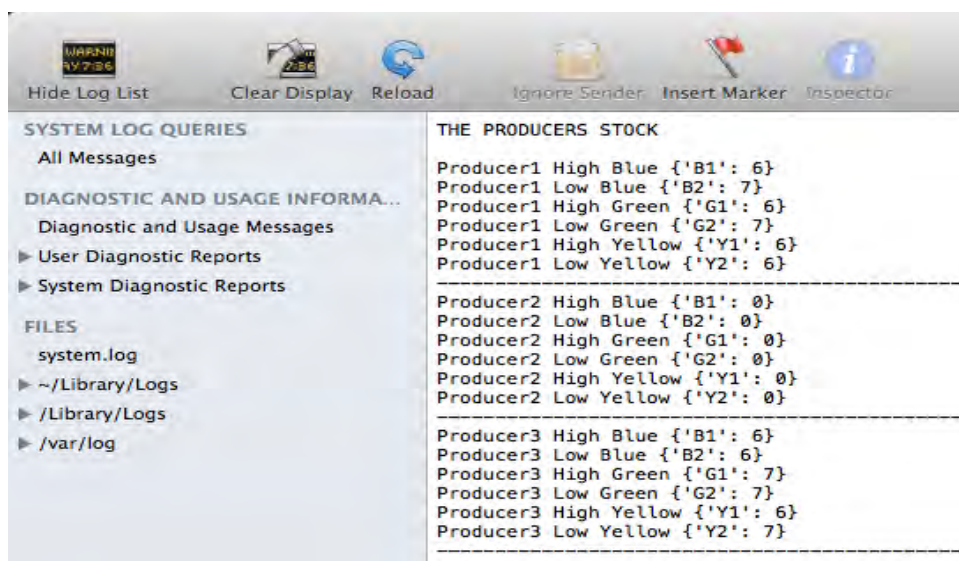 WARNIN
AY 7:36
7:36
Hide Log List Clear Display Reload Ignore Sender Insert Marker Inspector
SYSTEM LOG QUERIES
All Messages
DIAGNOSTIC AND USAGE INFORMA...
Diagnostic and Usage Messages
User Diagnostic Reports
System Diagnostic Reports
FILES
system.log
~/Library/Logs
/Library/Logs
/var/log
THE PRODUCERS STOCK
Producer1 High Blue {'B1': 6}
Producer1 Low Blue {'B2': 7}
Producer1 High Green {'G1': 6}
Producer1 Low Green {'G2': 7}
Producer1 High Yellow {'Y1': 6}
Producer1 Low Yellow {'Y2': 6}
Producer2 High Blue {'B1': 0}
Producer2 Low Blue {'B2': 0}
Producer2 High Green {'G1': 0}
Producer2 Low Green {'G2': 0}
Producer2 High Yellow {'Y1': 0}
Producer2 Low Yellow {'Y2': 0}
Producer3 High Blue {'B1': 6}
Producer3 Low Blue {'B2': 6}
Producer3 High Green {'G1': 7}
Producer3 Low Green {'G2': 7}
Producer3 High Yellow {'Y1': 6}
Producer3 Low Yellow {'Y2': 7}